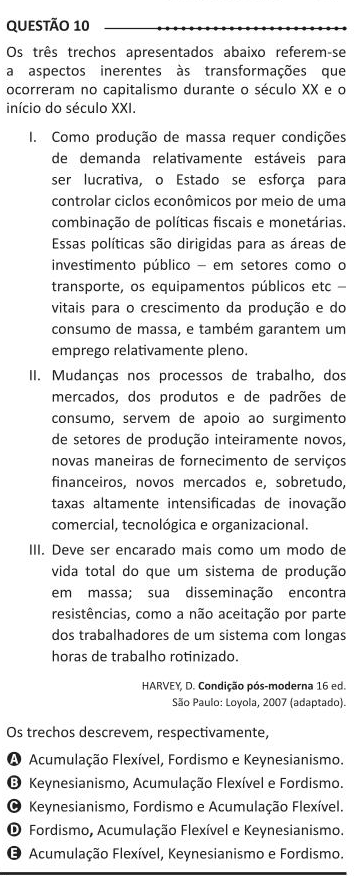 QUESTÃO 10
Os três trechos apresentados abaixo referem-se
a aspectos inerentes às transformações que
ocorreram no capitalismo durante o século XX e o
início do século XXI.
I. Como produção de massa requer condições
de demanda relativamente estáveis para
ser lucrativa, o Estado se esforça para
controlar ciclos econômicos por meio de uma
combinação de políticas fiscais e monetárias.
Essas políticas são dirigidas para as áreas de
investimento público – em setores como o
transporte, os equipamentos públicos etc –
vitais para o crescimento da produção e do
consumo de massa, e também garantem um
emprego relativamente pleno.
II. Mudanças nos processos de trabalho, dos
mercados, dos produtos e de padrões de
consumo, servem de apoio ao surgimento
de setores de produção inteiramente novos,
novas maneiras de fornecimento de serviços
financeiros, novos mercados e, sobretudo,
taxas altamente intensificadas de inovação
comercial, tecnológica e organizacional.
III. Deve ser encarado mais como um modo de
vida total do que um sistema de produção
em massa; sua disseminação encontra
resistências, como a não aceitação por parte
dos trabalhadores de um sistema com longas
horas de trabalho rotinizado.
HARVEY, D. Condição pós-moderna 16 ed.
São Paulo: Loyola, 2007 (adaptado).
Os trechos descrevem, respectivamente,
A Acumulação Flexível, Fordismo e Keynesianismo.
B Keynesianismo, Acumulação Flexível e Fordismo.
C Keynesianismo, Fordismo e Acumulação Flexível.
D Fordismo, Acumulação Flexível e Keynesianismo.
E Acumulação Flexível, Keynesianismo e Fordismo.